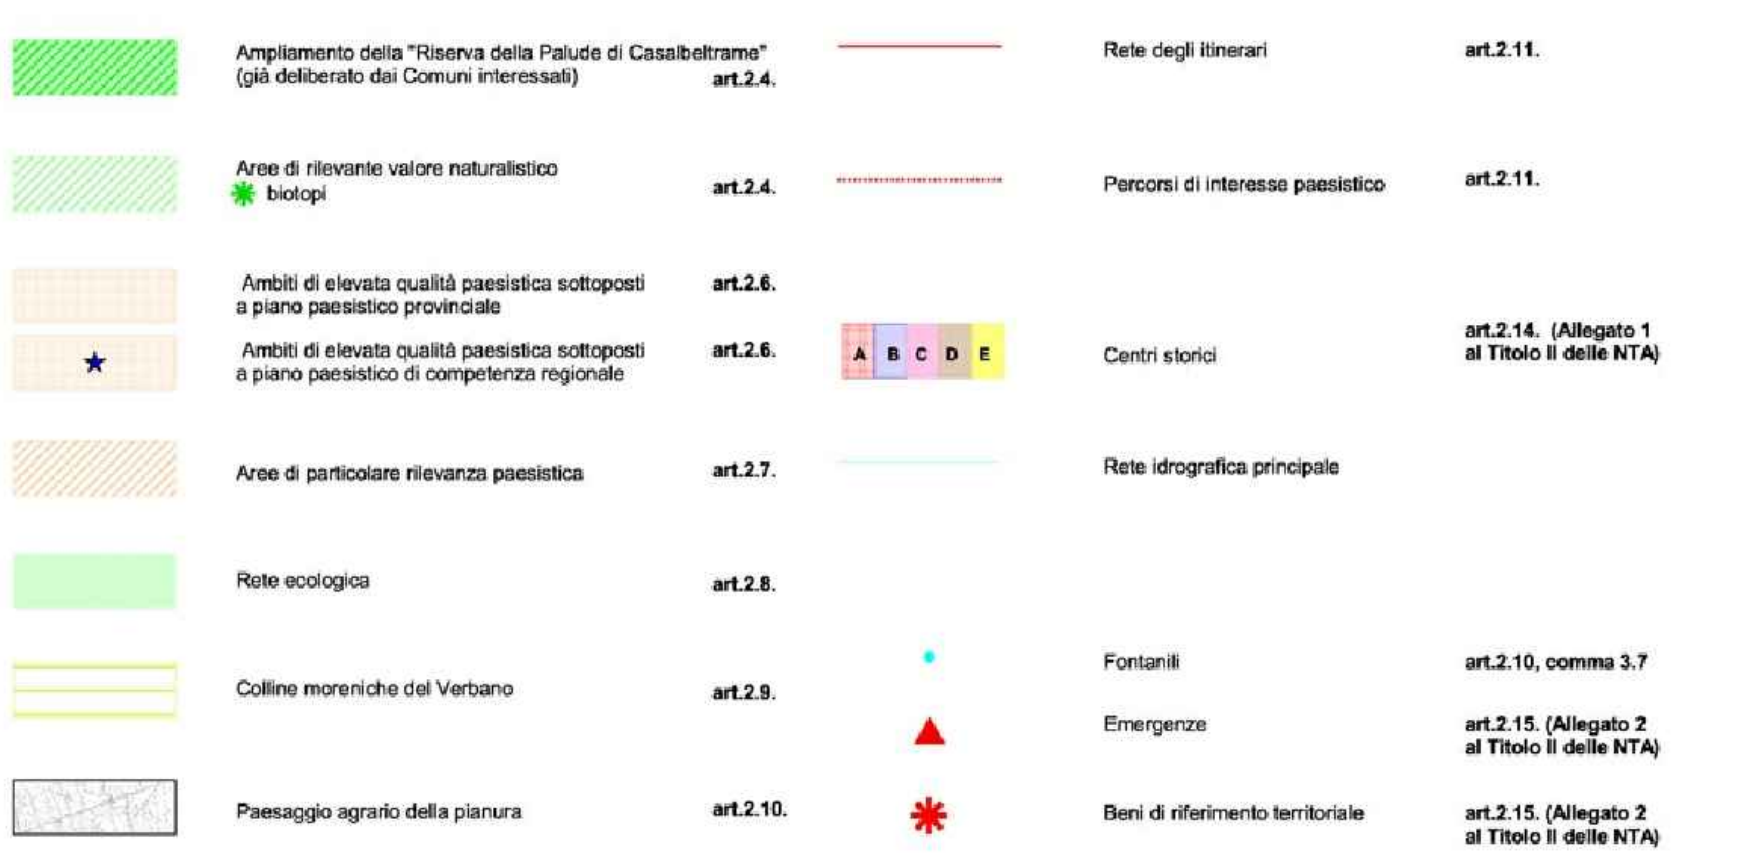 Ampliamento della "Riserva della Palude di Casalbeltrame"
(già deliberato dai Comuni interessati) art.2.4.
Aree di rilevante valore naturalistico
biotopi art.2.4.
Ambiti di elevata qualità paesistica sottoposti art.2.6.
a piano paesistico provinciale
Ambiti di elevata qualità paesistica sottoposti art.2.6.
a piano paesistico di competenza regionale
Aree di particolare rilevanza paesistica art.2.7.
Rete ecologica art.2.8.
Colline moreniche del Verbano art.2.9.
Paesaggio agrario della pianura art.2.10.
Rete degli itinerari art.2.11.
Percorsi di interesse paesistico art.2.11.
A B C D E
Centri storici
art.2.14. (Allegato 1
al Titolo II delle NTA)
Rete idrografica principale
Fontanili art.2.10, comma 3.7
Emergenze art.2.15. (Allegato 2
al Titolo II delle NTA)
Beni di riferimento territoriale art.2.15. (Allegato 2
al Titolo II delle NTA)